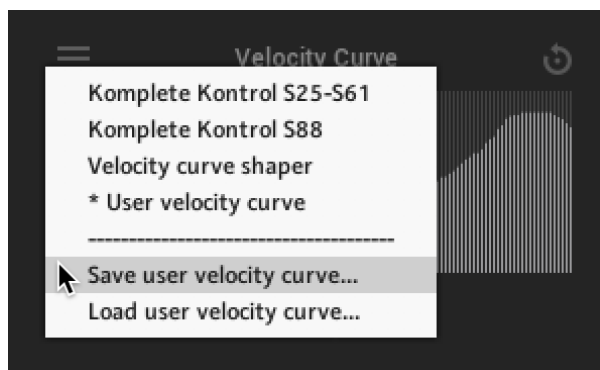 Velocity Curve
Komplete Kontrol S25-S61
Komplete Kontrol S88
Velocity curve shaper
* User velocity curve
--------------------------------------
Save user velocity curve...
Load user velocity curve...